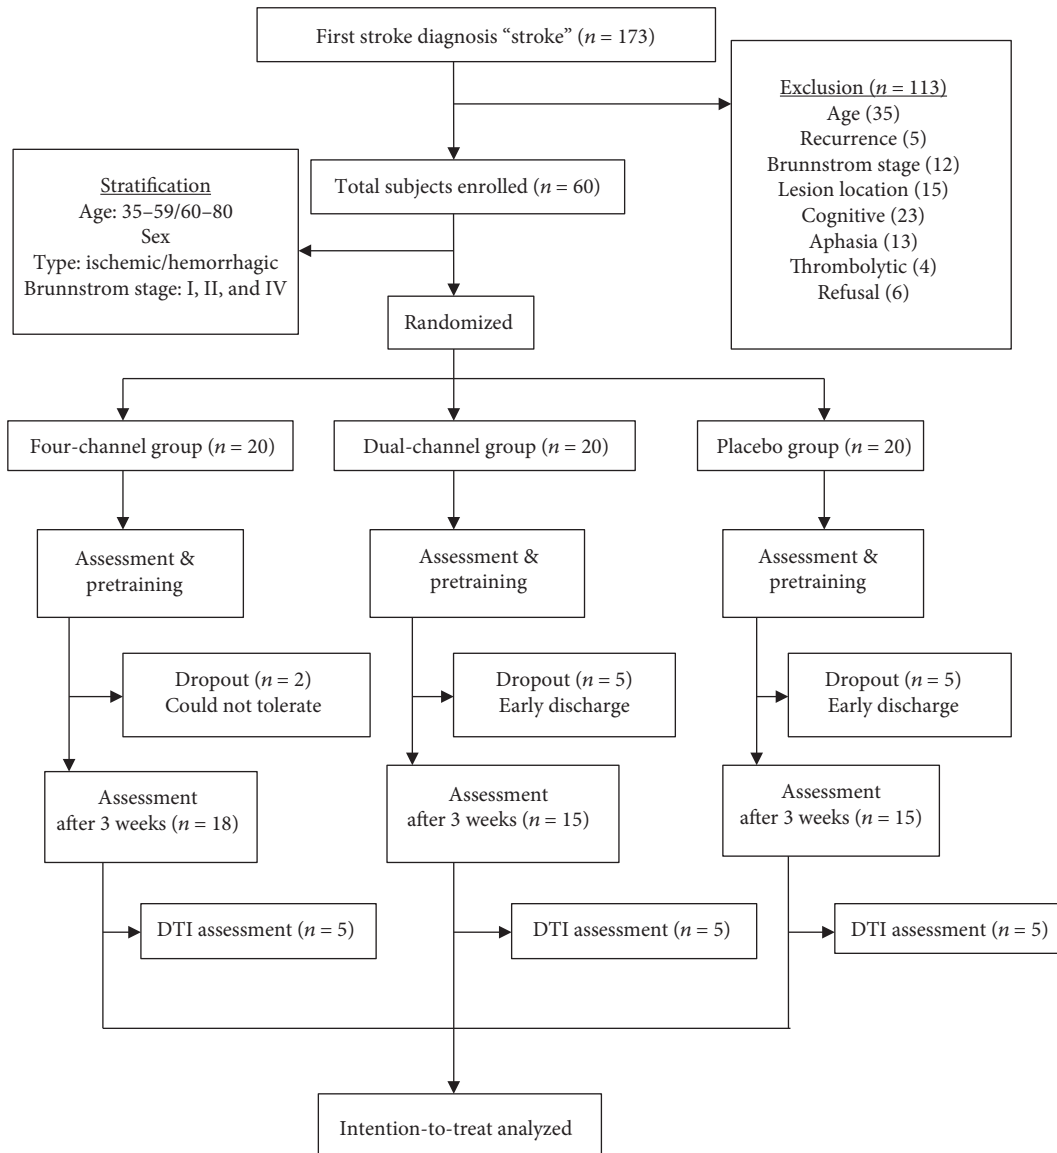 First stroke diagnosis “stroke” (n = 173)
Exclusion (n = 113)
Age (35)
Recurrence (5)
Brunnstrom stage (12)
Lesion location (15)
Cognitive (23)
Aphasia (13)
Thrombolytic (4)
Refusal (6)
Total subjects enrolled (n = 60)
Stratification
Age: 35–59/60–80
Sex
Type: ischemic/hemorrhagic
Brunnstrom stage: I, II, and IV
Randomized
Four-channel group (n = 20)
Dual-channel group (n = 20)
Placebo group (n = 20)
Assessment &
pretraining
Assessment &
pretraining
Assessment &
pretraining
Dropout (n = 2)
Could not tolerate
Dropout (n = 5)
Early discharge
Dropout (n = 5)
Early discharge
Assessment
after 3 weeks (n = 18)
Assessment
after 3 weeks (n = 15)
Assessment
after 3 weeks (n = 15)
DTI assessment (n = 5)
DTI assessment (n = 5)
DTI assessment (n = 5)
Intention-to-treat analyzed